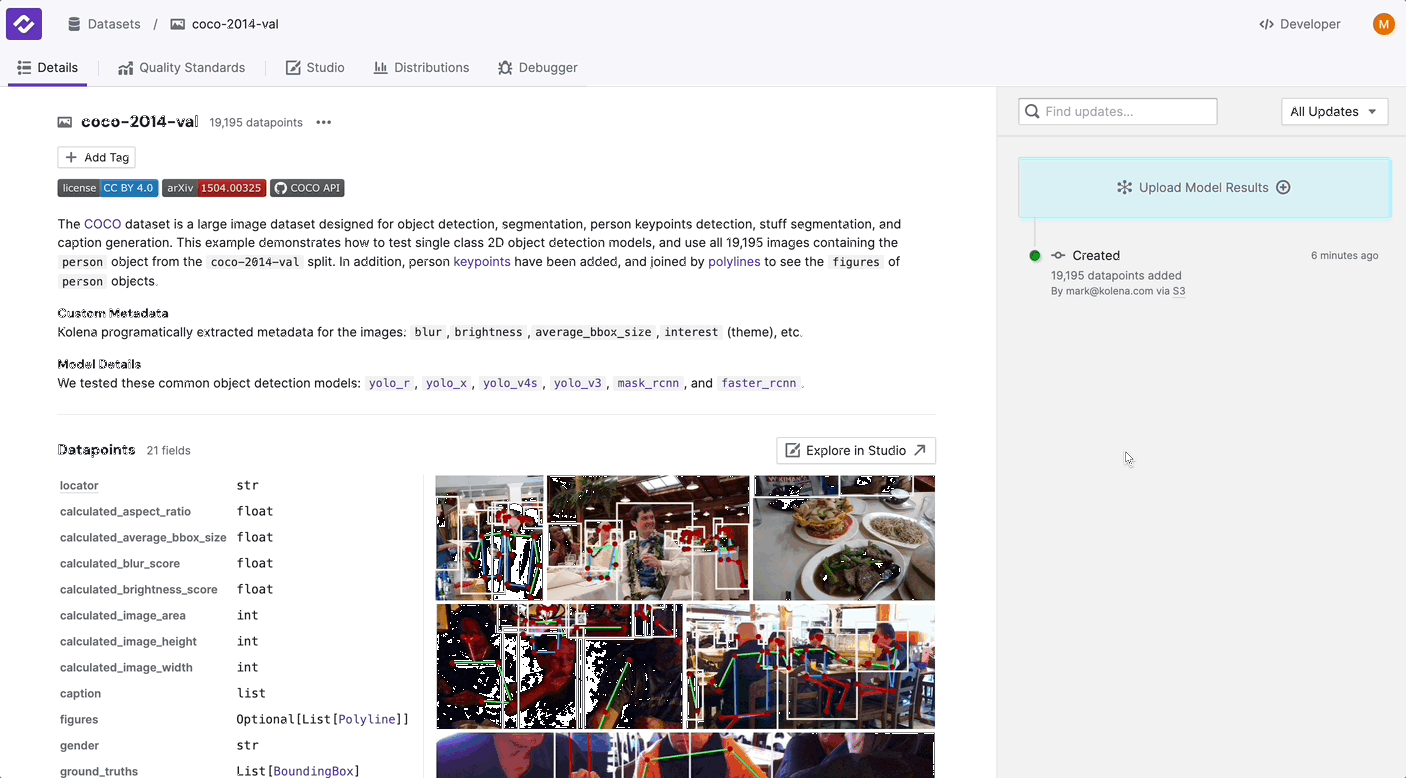 Datasets / coco-2014-val
</> Developer
M
Details
Quality Standards
Studio
Distributions
Debugger
coco-2014-val 19,195 datapoints •••
+ Add Tag
license CC BY 4.0 arXiv 1504.00325 COCO API
The COCO dataset is a large image dataset designed for object detection, segmentation, person keypoints detection, stuff segmentation, and
caption generation. This example demonstrates how to test single class 2D object detection models, and use all 19,195 images containing the
person object from the coco-2014-val split. In addition, person keypoints have been added, and joined by polylines to see the figures of
person objects.
Custom Metadata
Kolena programatically extracted metadata for the images: blur, brightness, average_bbox_size, interest (theme), etc.
Model Details
We tested these common object detection models: yolo_r, yolo_x, yolo_v4s, yolo_v3, mask_rcnn, and faster_rcnn.
Datapoints 21 fields
Explore in Studio
locator str
calculated_aspect_ratio float
calculated_average_bbox_size float
calculated_blur_score float
calculated_brightness_score float
calculated_image_area int
calculated_image_height int
calculated_image_width int
caption list
figures Optional[List[Polyline]]
gender str
ground_truths List[BoundingBox]
Find updates...
All Updates
Upload Model Results
Created 6 minutes ago
19,195 datapoints added
By mark@kolena.com via S3